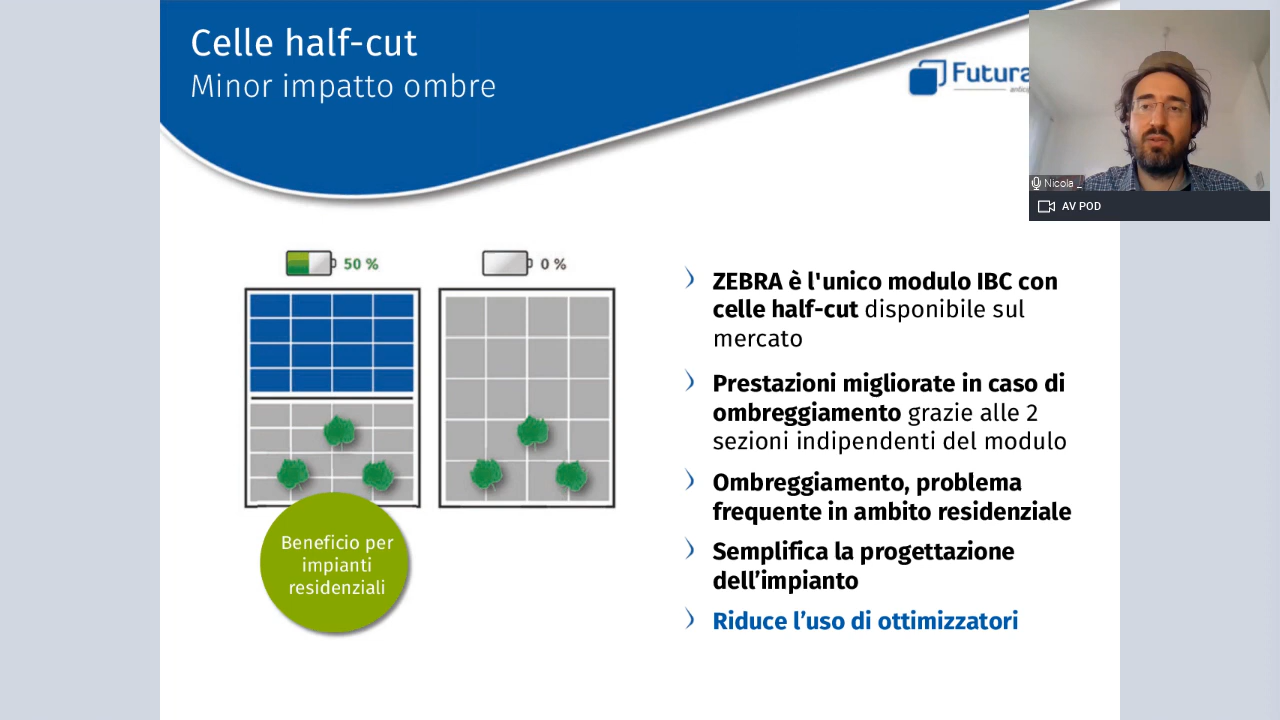 Celle half-cut
Minor impatto ombre
Futura
Nicola _
AV POD
50 %
0 %
Beneficio per
impianti
residenziali
ZEBRA è l'unico modulo IBC con
celle half-cut disponibile sul
mercato
Prestazioni migliorate in caso di
ombreggiamento grazie alle 2
sezioni indipendenti del modulo
Ombreggiamento, problema
frequente in ambito residenziale
Semplifica la progettazione
dell’impianto
Riduce l’uso di ottimizzatori